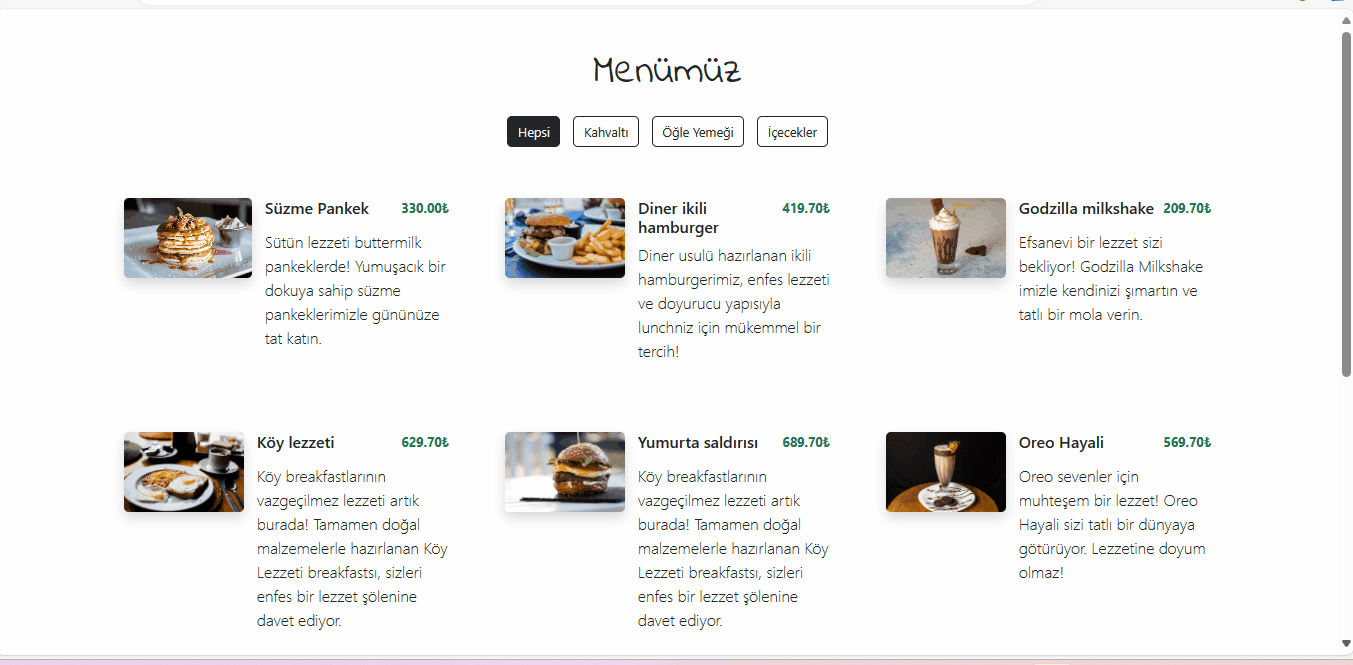 Menümüz
Hepsi
Kahvaltı
Öğle Yemeği
İçecekler
Süzme Pankek
330.00₺
Sütün lezzeti buttermilk
pankeklerde! Yumuşacık bir
dokuya sahip süzme
pankeklerimizle gününüze
tat katın.
Diner ikili
hamburger
419.70₺
Diner usulü hazırlanan ikili
hamburgerimiz, enfes lezzeti
ve doyurucu yapısıyla
lunchniz için mükemmel bir
tercih!
Godzilla milkshake
209.70₺
Efsanevi bir lezzet sizi
bekliyor! Godzilla Milkshake
imizle kendinizi şımartın ve
tatlı bir mola verin.
Köy lezzeti
629.70₺
Köy breakfastlarının
vazgeçilmez lezzeti artık
burada! Tamamen doğal
malzemelerle hazırlanan Köy
Lezzeti breakfastsı, sizleri
enfes bir lezzet şölenine
davet ediyor.
Yumurta saldırısı
689.70₺
Köy breakfastlarının
vazgeçilmez lezzeti artık
burada! Tamamen doğal
malzemelerle hazırlanan Köy
Lezzeti breakfastsı, sizleri
enfes bir lezzet şölenine
davet ediyor.
Oreo Hayali
569.70₺
Oreo sevenler için
muhteşem bir lezzet! Oreo
Hayali sizi tatlı bir dünyaya
götürüyor. Lezzetine doyum
olmaz!